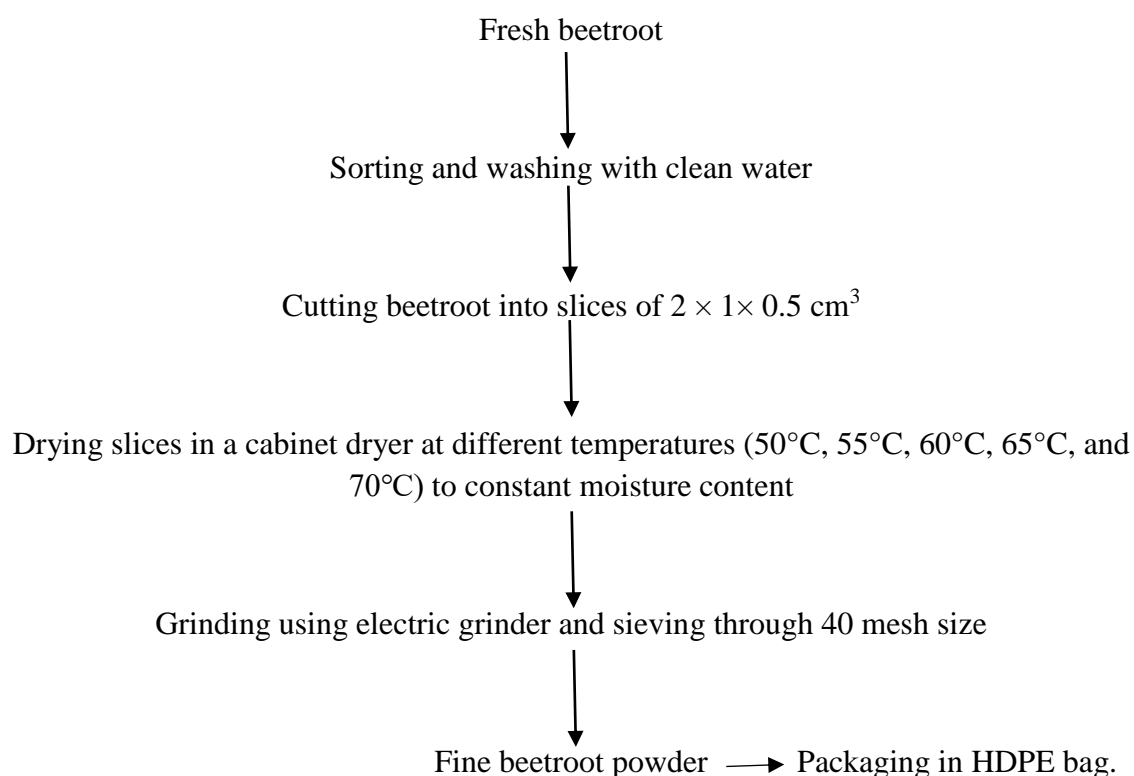 Fresh beetroot
Sorting and washing with clean water
Cutting beetroot into slices of 2 × 1× 0.5 cm³
Drying slices in a cabinet dryer at different temperatures (50°C, 55°C, 60°C, 65°C, and
70°C) to constant moisture content
Grinding using electric grinder and sieving through 40 mesh size
Fine beetroot powder Packaging in HDPE bag.